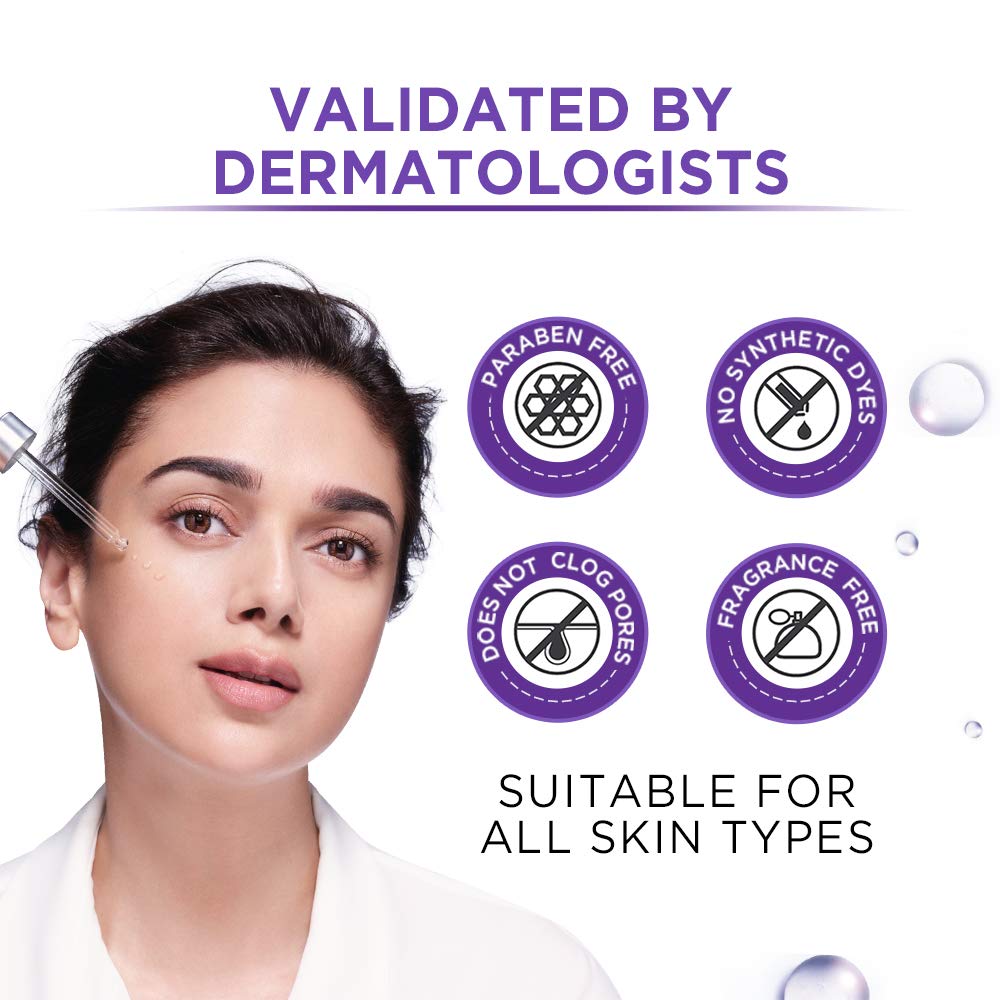 VALIDATED BY
DERMATOLOGISTS
PARABEN FREE
NO SYNTHETIC DYES
DOES NOT CLOG PORES
FRAGRANCE FREE
SUITABLE FOR
ALL SKIN TYPES